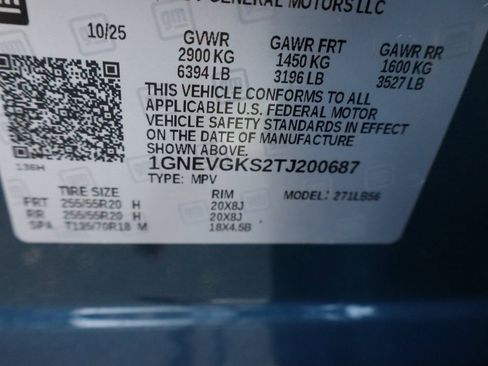 GENERAL MOTORS LLC
10/25 GVWR GAWR FRT GAWR RR
2900 KG 1450 KG 1600 KG
6394 LB 3196 LB 3527 LB
THIS VEHICLE CONFORMS TO ALL
APPLICABLE U.S. FEDERAL MOTOR
VEHICLE SAFETY STANDARDS IN EFFECT
ON THE DATE OF MANUFACTURE
SHOWN ABOVE.
1GNEVGKS2TJ200687
136H TYPE: MPV
TIRE SIZE RIM MODEL: 271LB56
FRT 255/55R20 H 20X8J
RR 255/55R20 H 20X8J
SPA T135/70R18 M 18X4.5B